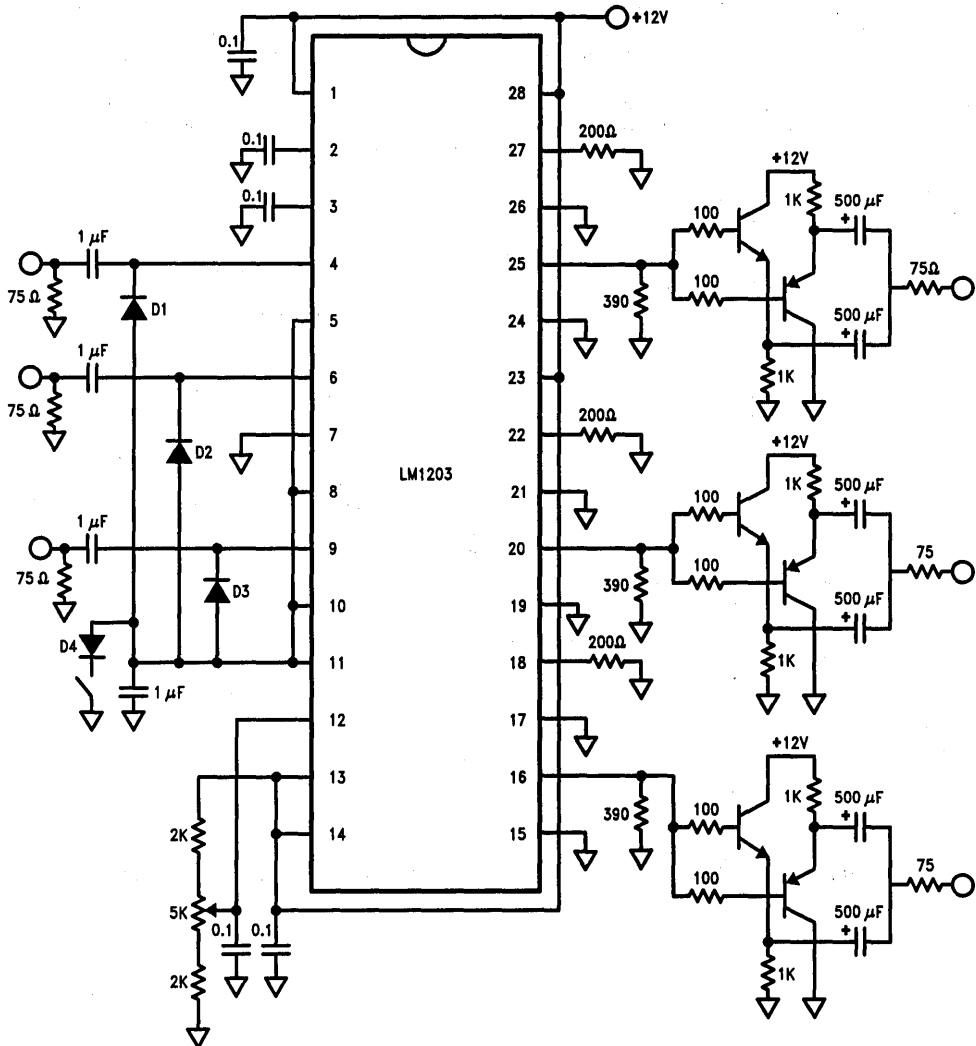 +12V
0.1
1
28
200Ω
0.1
2
27
+12V
0.1
3
26
100
1K
500 µF
+
1 µF
4
25
75Ω
75Ω
D1
390
100
5
24
500 µF
+
1 µF
1K
6
23
75Ω
200Ω
D2
7
22
+12V
LM1203
1K
500 µF
+
8
21
100
1 µF
9
20
75
75Ω
D3
390
100
10
19
500 µF
+
D4
200Ω
11
18
1K
1 µF
12
17
+12V
13
16
1K
500 µF
+
2K
14
390
100
15
75
5K
0.1
0.1
100
500 µF
+
2K
1K